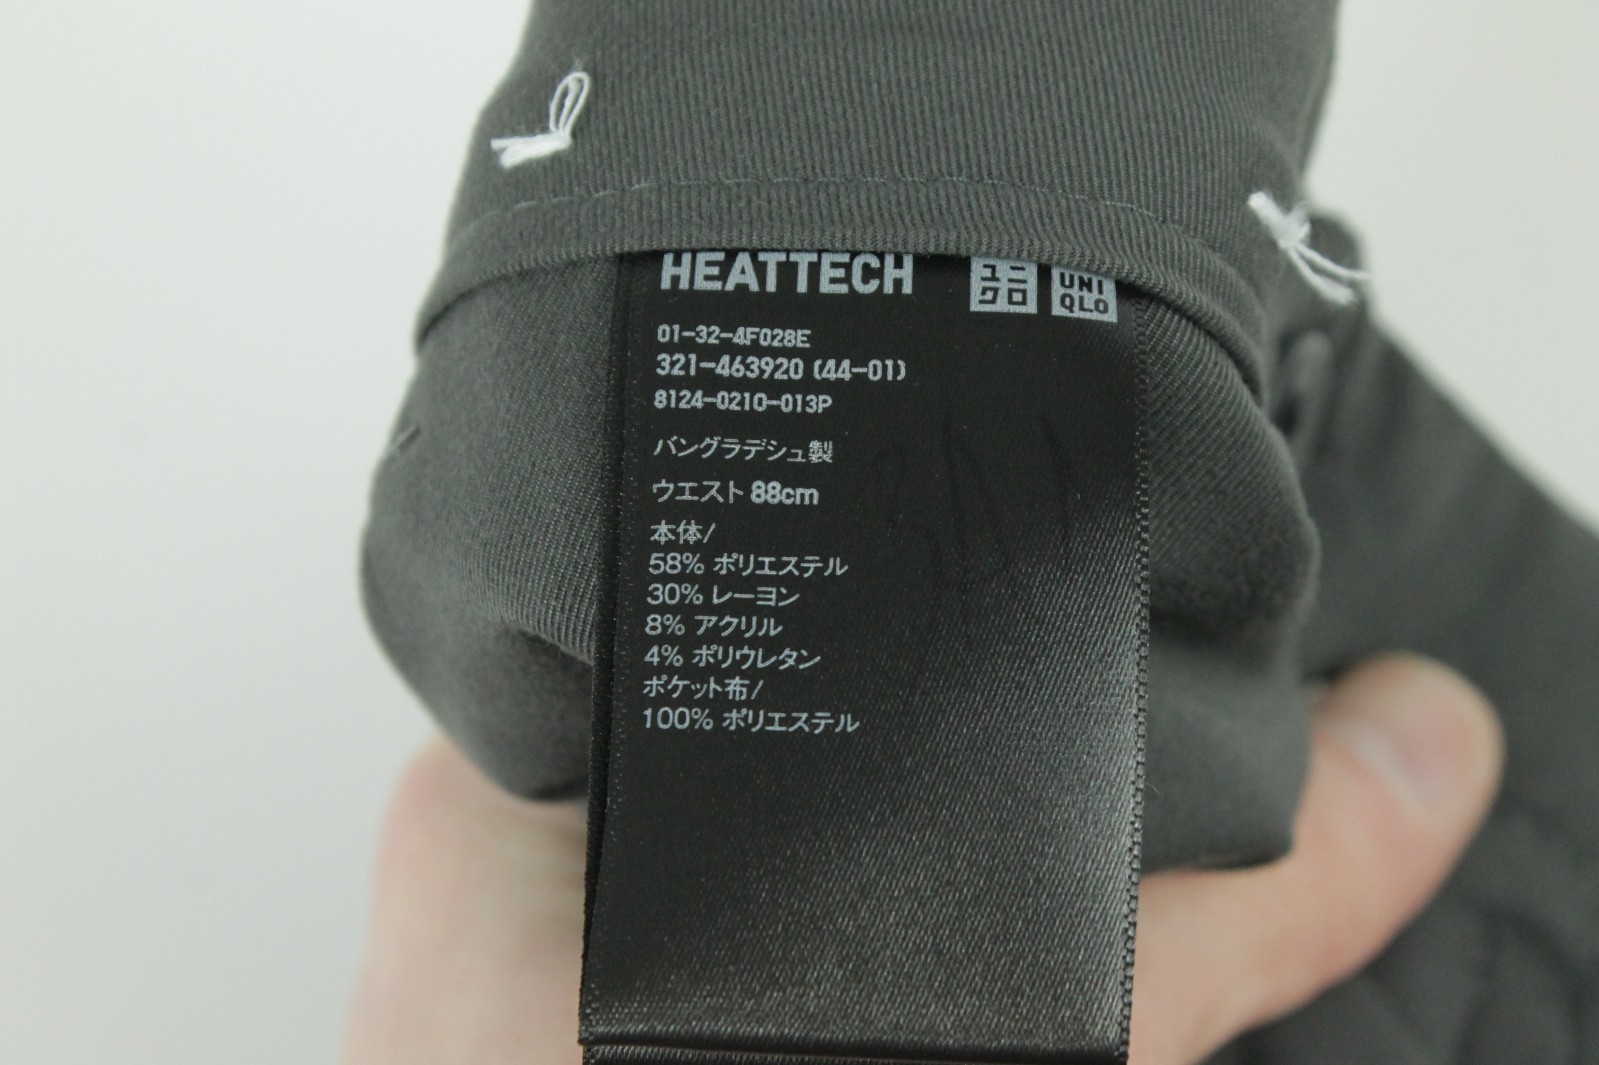 HEATTECH
ユニクロ
UNIQLO
01-32-4F028E
321-463920 (44-01)
8124-0210-013P
バングラデシュ製
ウエスト 88cm
本体/
58% ポリエステル
30% レーヨン
8% アクリル
4% ポリウレタン
ポケット布/
100% ポリエステル